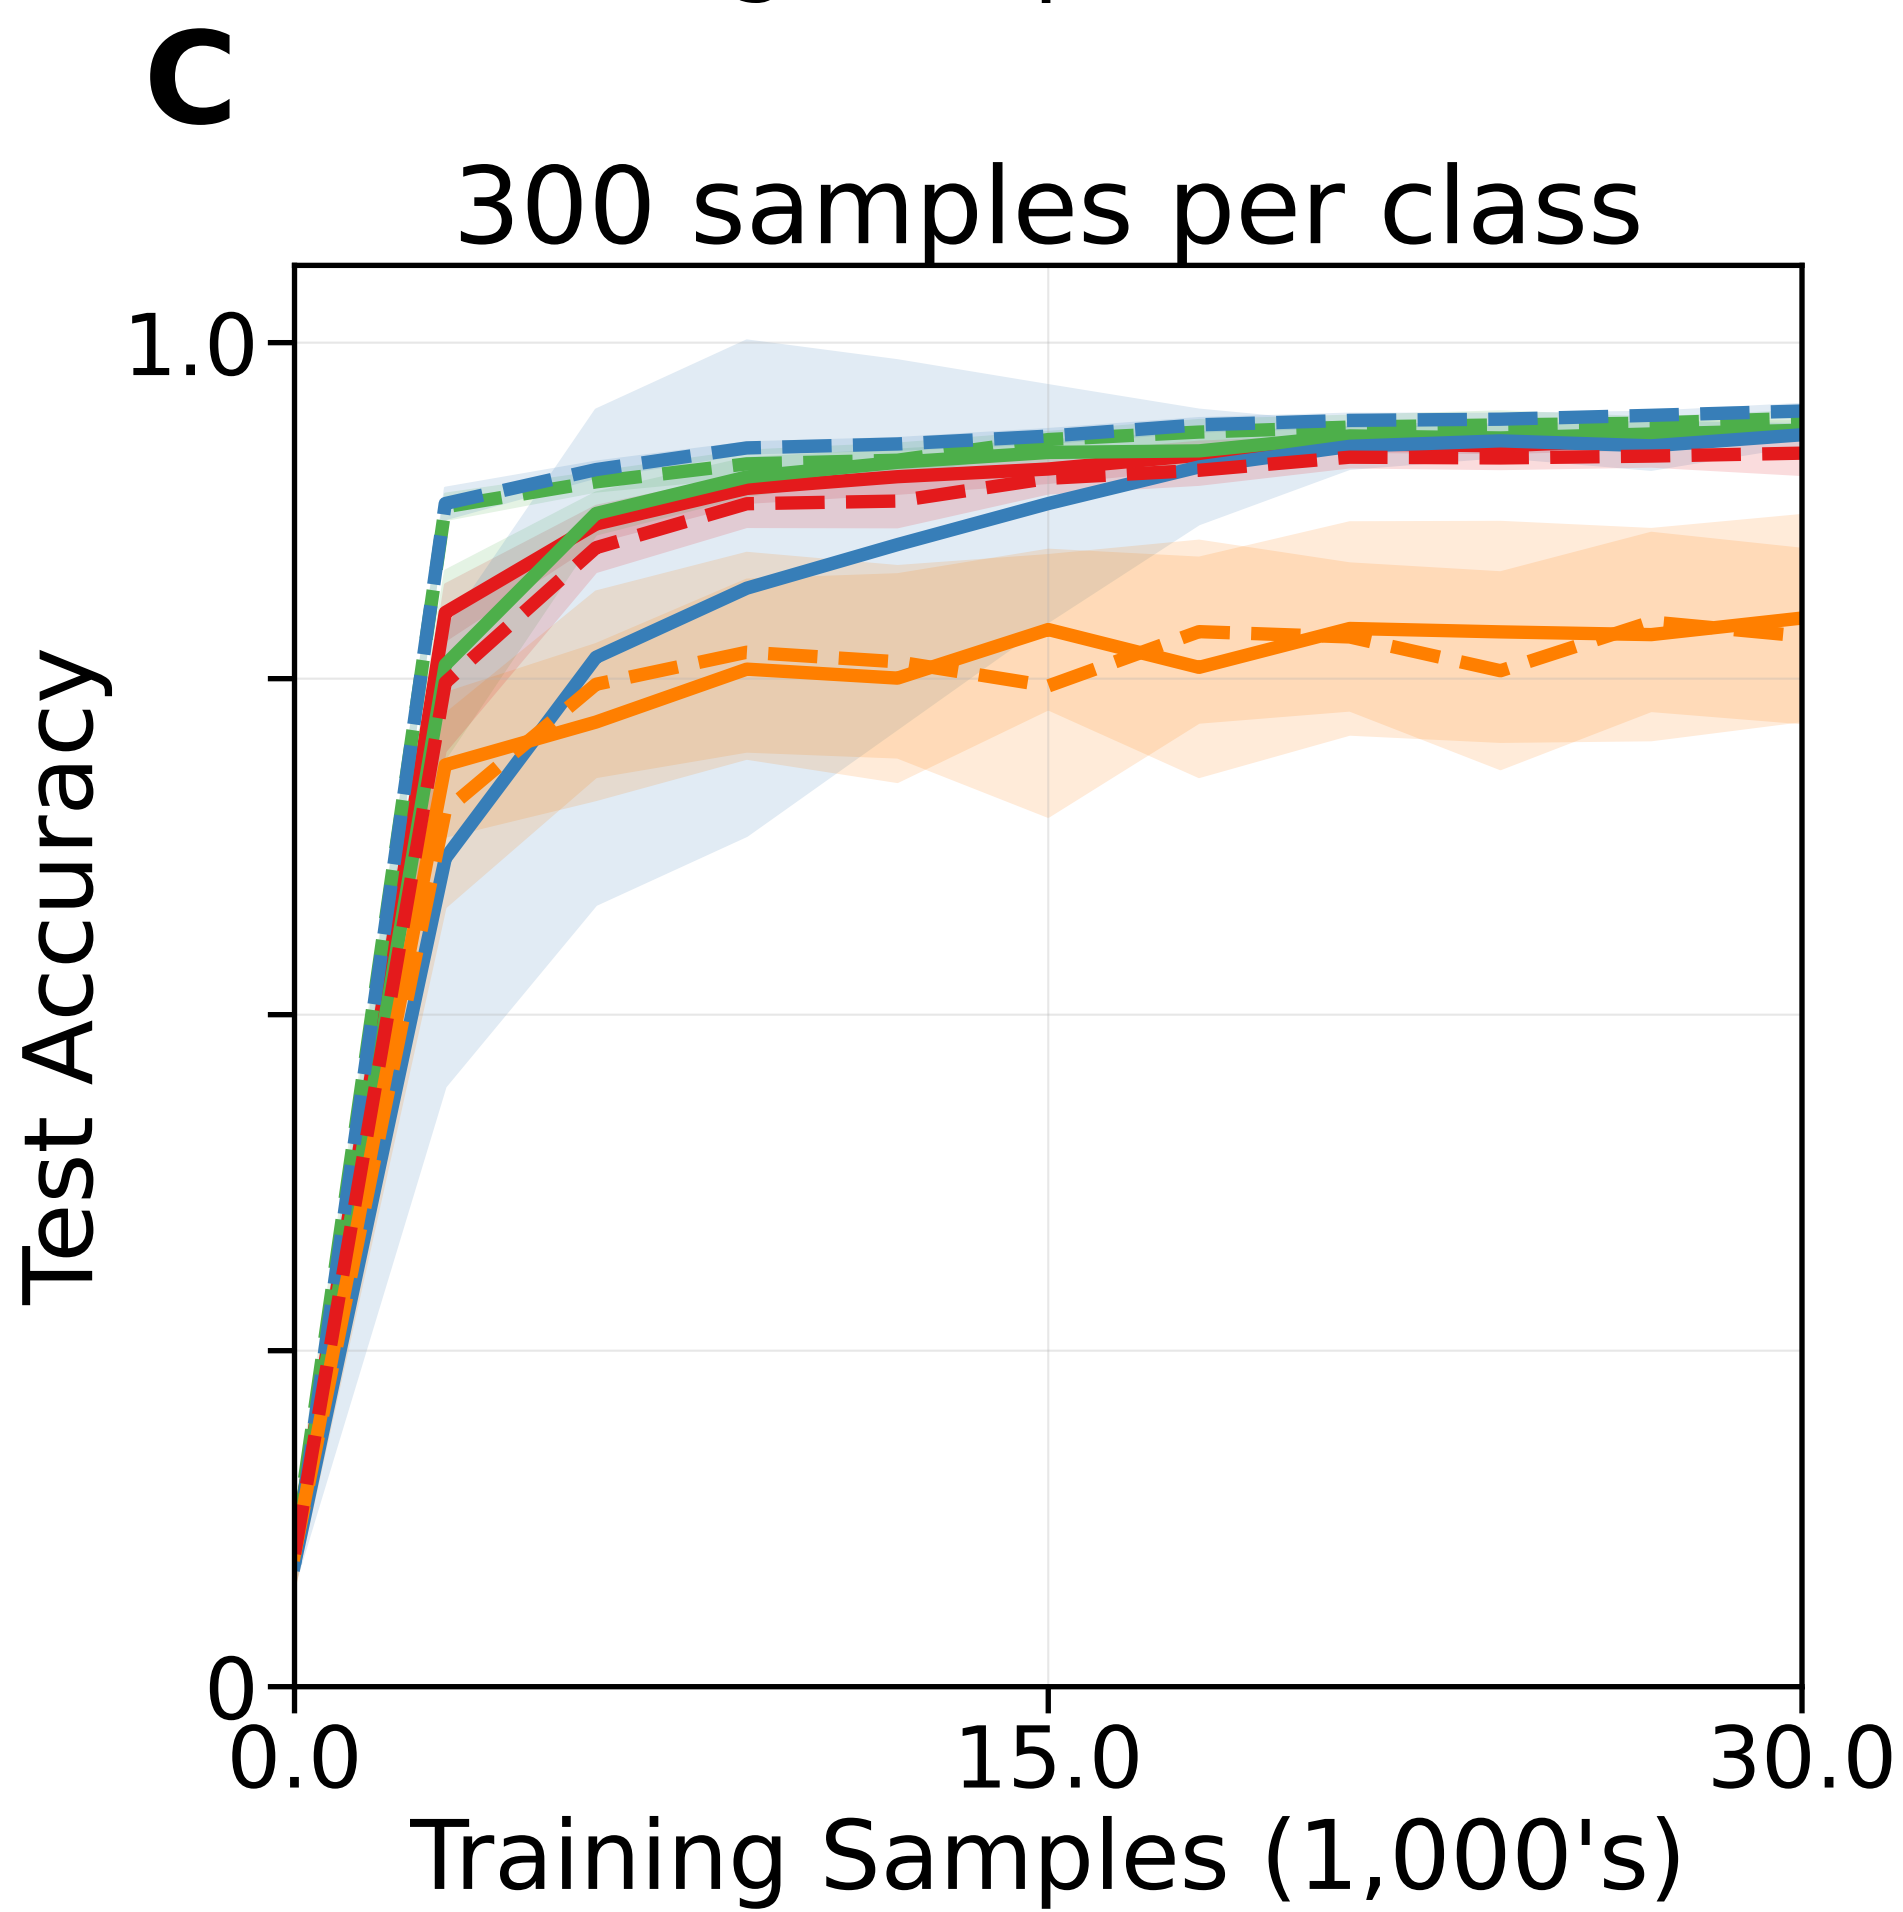 C
300 samples per class
1.0
Test Accuracy
0
0.0 15.0 30.0
Training Samples (1,000's)